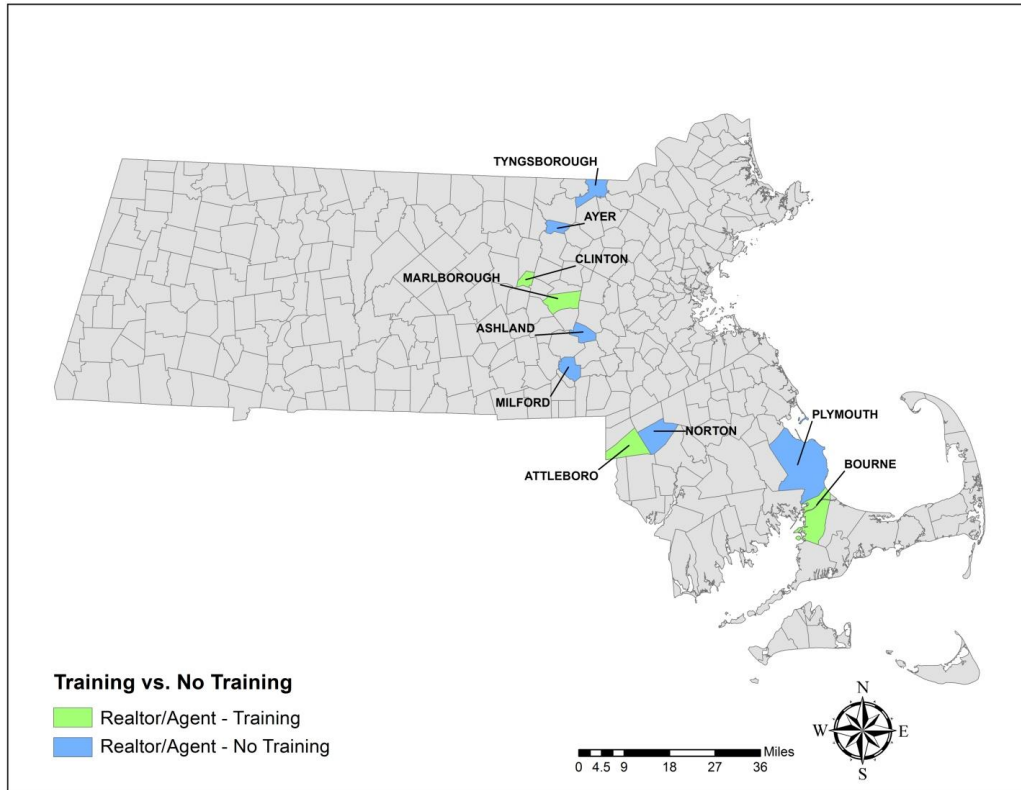 TYNGSBOROUGH
AYER
CLINTON
MARLBOROUGH
ASHLAND
MILFORD
NORTON
PLYMOUTH
ATTLEBORO
BOURNE
Training vs. No Training
Realtor/Agent - Training
Realtor/Agent - No Training
Miles
0 4.5 9 18 27 36
N
W E
S